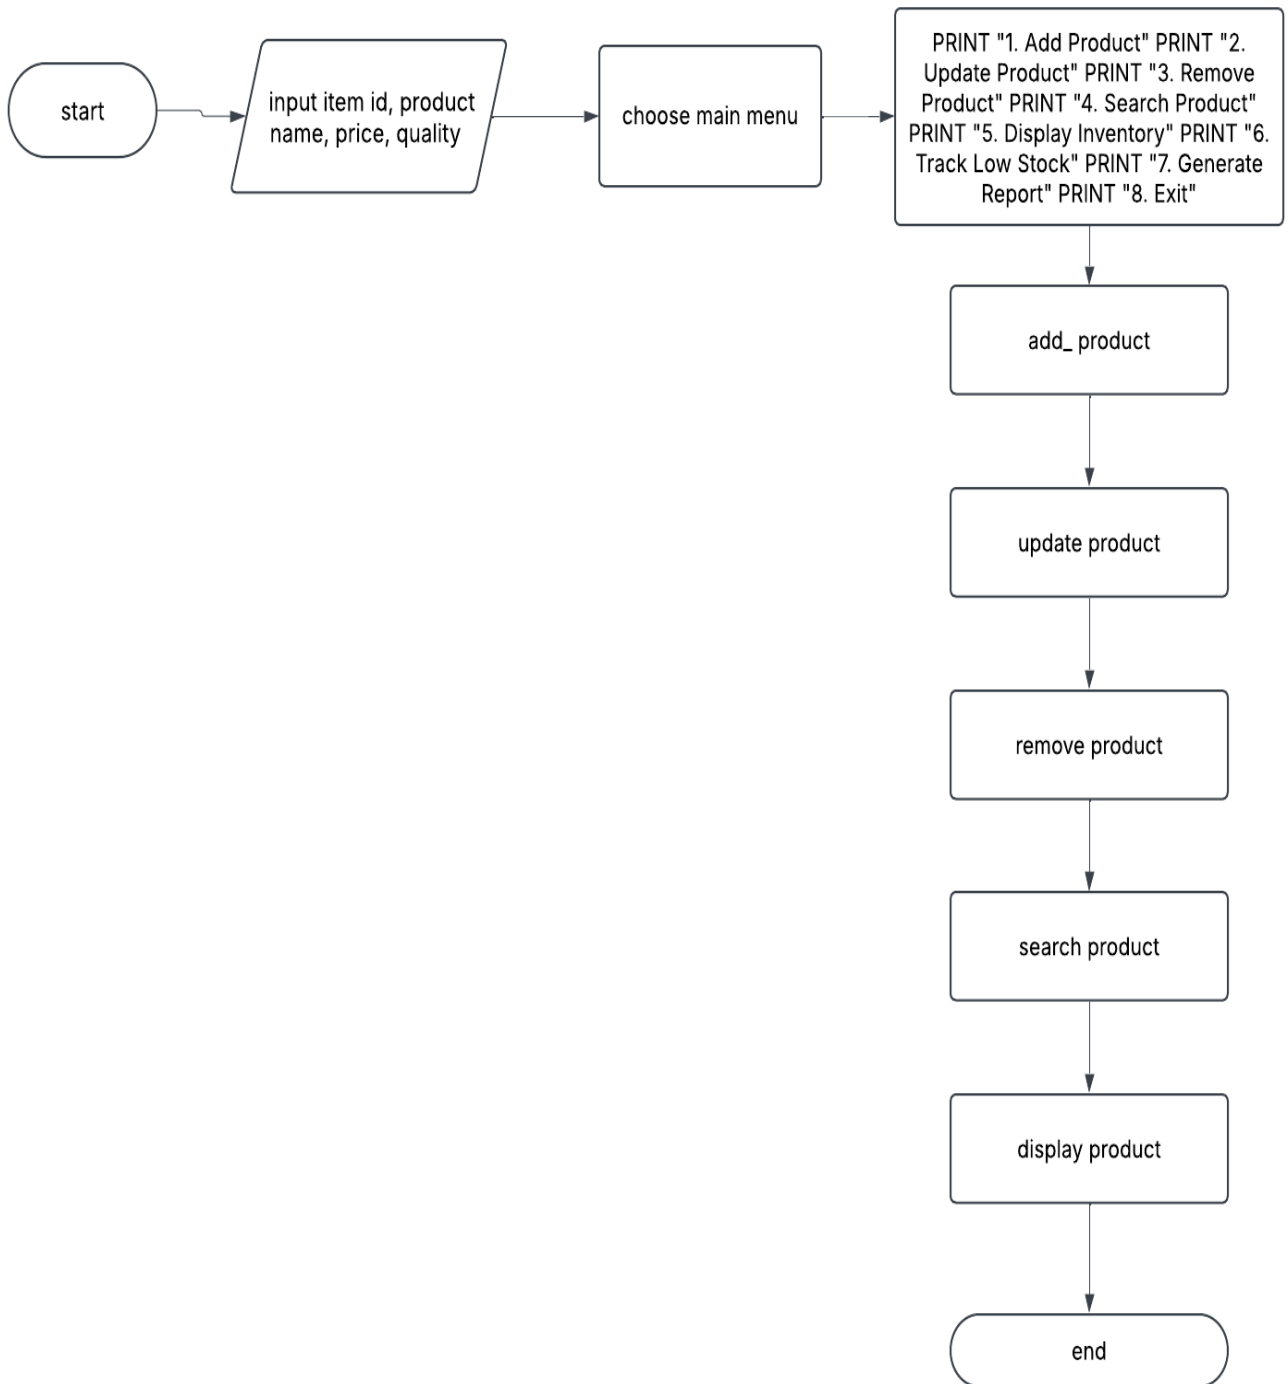 start
input item id, product
name, price, quality
choose main menu
PRINT "1. Add Product" PRINT "2.
Update Product" PRINT "3. Remove
Product" PRINT "4. Search Product"
PRINT "5. Display Inventory" PRINT "6.
Track Low Stock" PRINT "7. Generate
Report" PRINT "8. Exit"
add_ product
update product
remove product
search product
display product
end